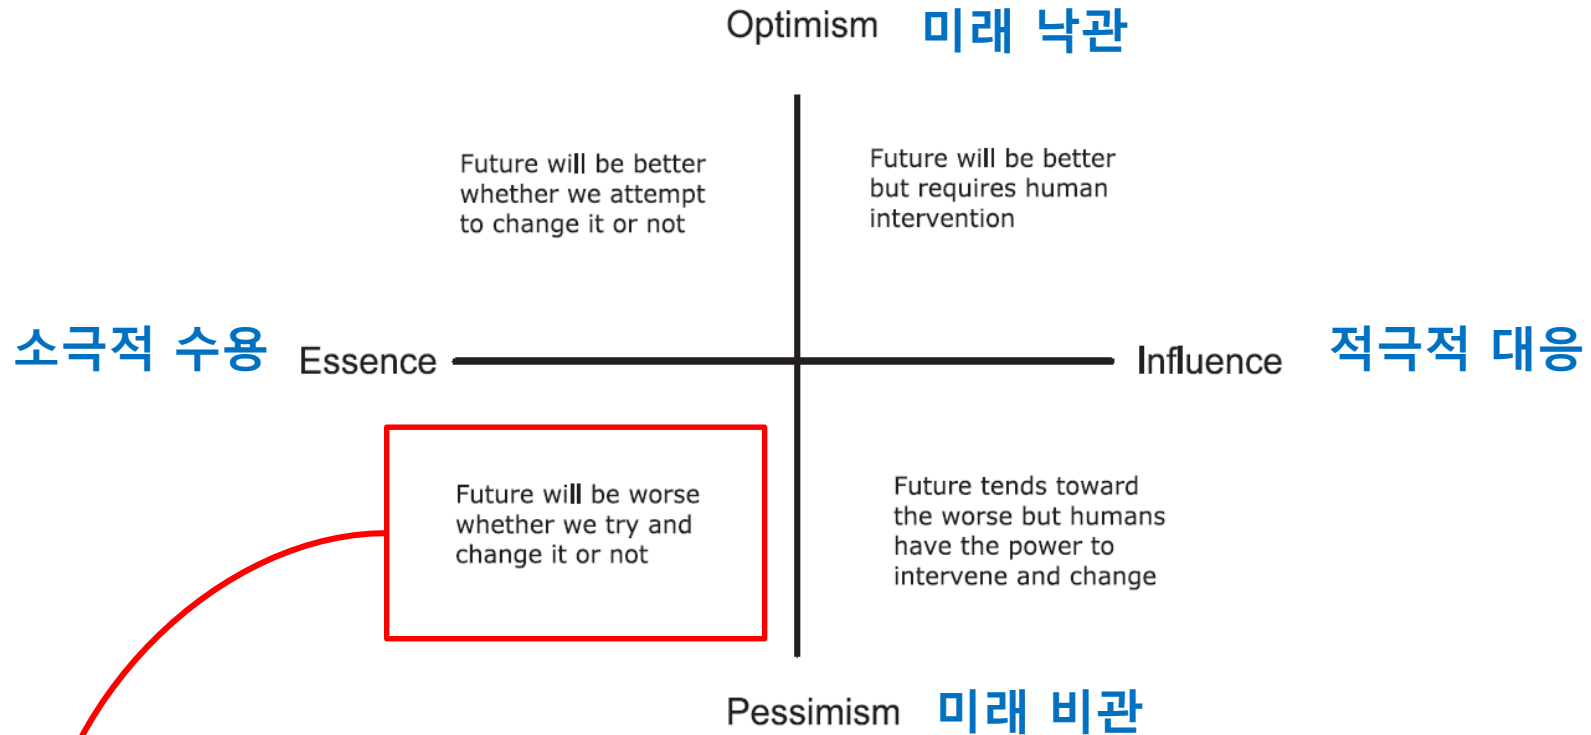 Optimism 미래 낙관
Future will be better
whether we attempt
to change it or not
Future will be better
but requires human
intervention
소극적 수용 Essence
Influence 적극적 대응
Future will be worse
whether we try and
change it or not
Future tends toward
the worse but humans
have the power to
intervene and change
Pessimism 미래 비관